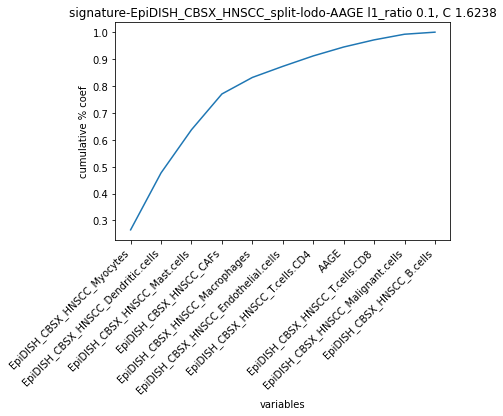 signature-EpiDISH_CBSX_HNSCC_split-lodo-AAGE l1_ratio 0.1, C 1.6238
1.0
0.9
0.8
0.7
0.6
0.5
0.4
0.3
cumulative % coef
EpiDISH_CBSX_HNSCC_Myocytes
EpiDISH_CBSX_HNSCC_Dendritic.cells
EpiDISH_CBSX_HNSCC_Mast.cells
EpiDISH_CBSX_HNSCC_CAFs
EpiDISH_CBSX_HNSCC_Macrophages
EpiDISH_CBSX_HNSCC_Endothelial.cells
EpiDISH_CBSX_HNSCC_T.cells.CD4
AAGE
EpiDISH_CBSX_HNSCC_T.cells.CD8
EpiDISH_CBSX_HNSCC_Malignant.cells
EpiDISH_CBSX_HNSCC_B.cells
variables